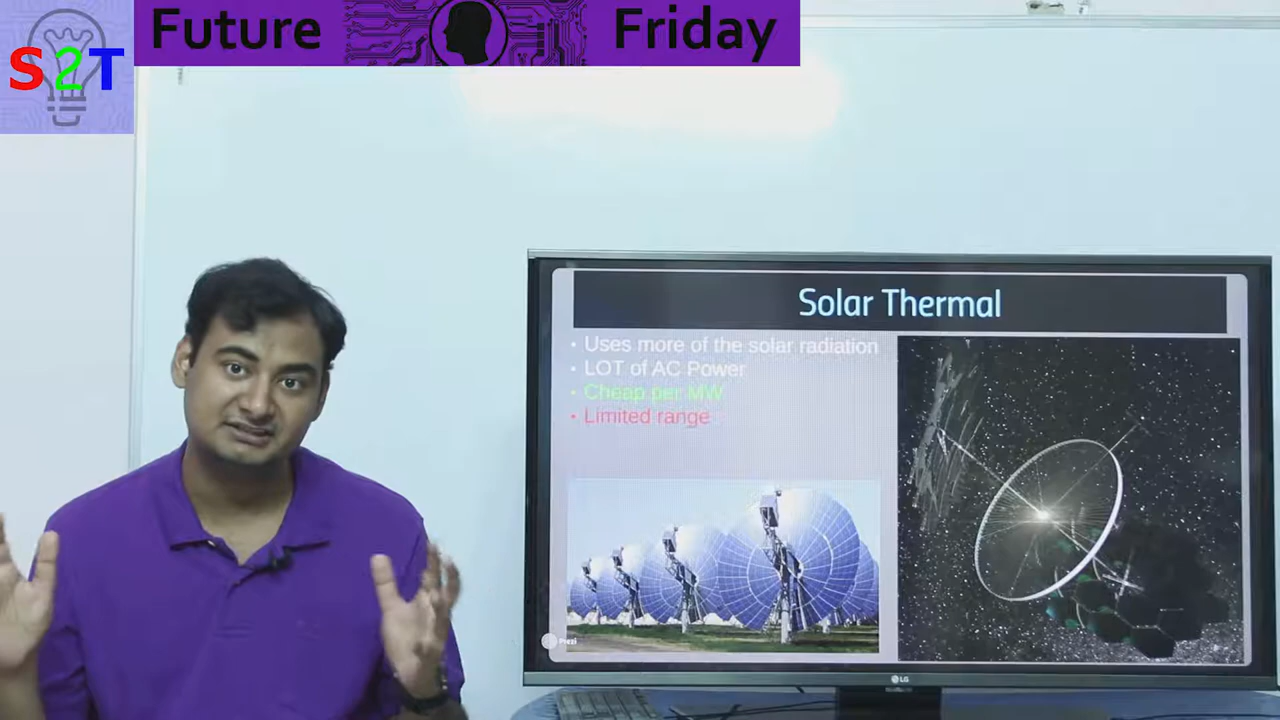 Future Friday
S2T
Solar Thermal
• Uses more of the solar radiation
• LOT of AC Power
• Cheap per MW
• Limited range
Prezi
LG